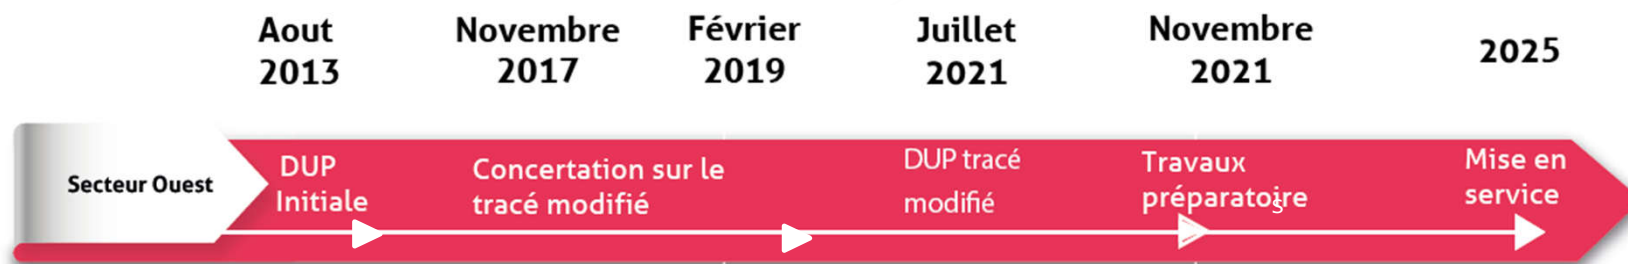 Aout
2013
Novembre
2017
Février
2019
Juillet
2021
Novembre
2021
2025
Secteur Ouest
DUP
Initiale
Concertation sur le
tracé modifié
DUP tracé
modifié
Travaux
préparatoire
s
Mise en
service